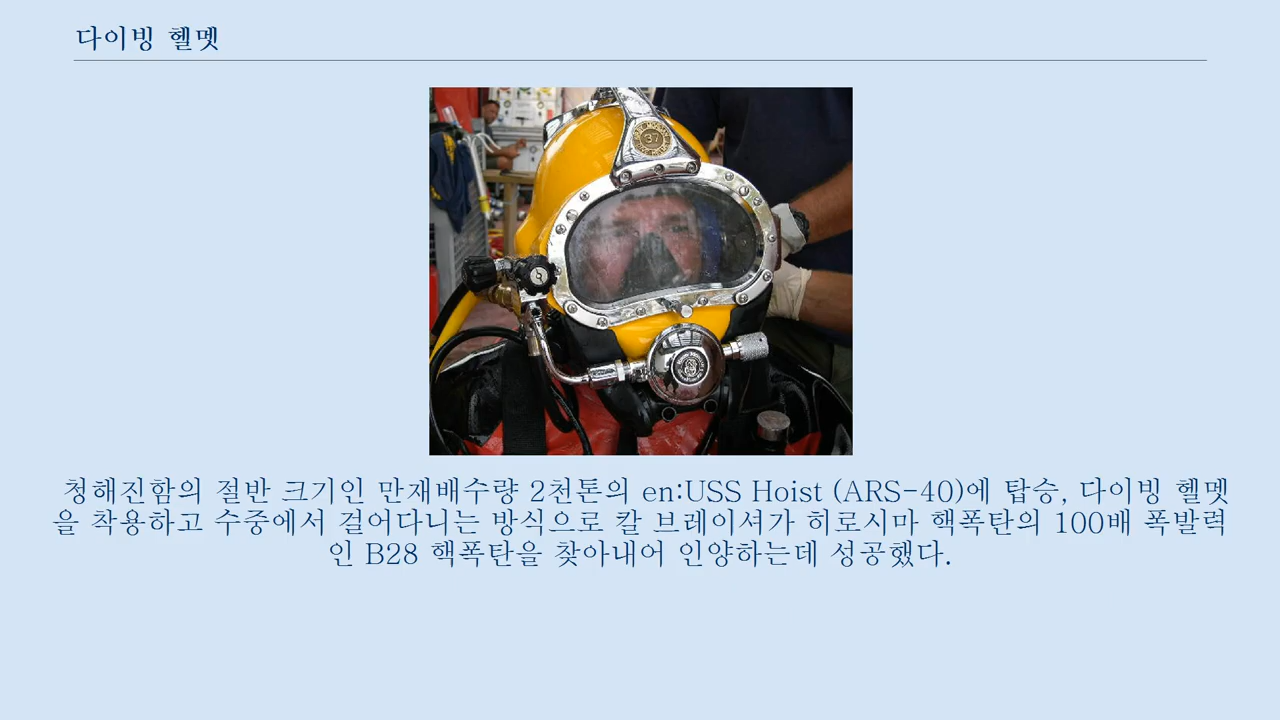 다이빙 헬멧
37
청해진함의 절반 크기인 만재배수량 2천톤의 en:USS Hoist (ARS-40)에 탑승, 다이빙 헬멧
을 착용하고 수중에서 걸어다니는 방식으로 칼 브레이셔가 히로시마 핵폭탄의 100배 폭발력
인 B28 핵폭탄을 찾아내어 인양하는데 성공했다.